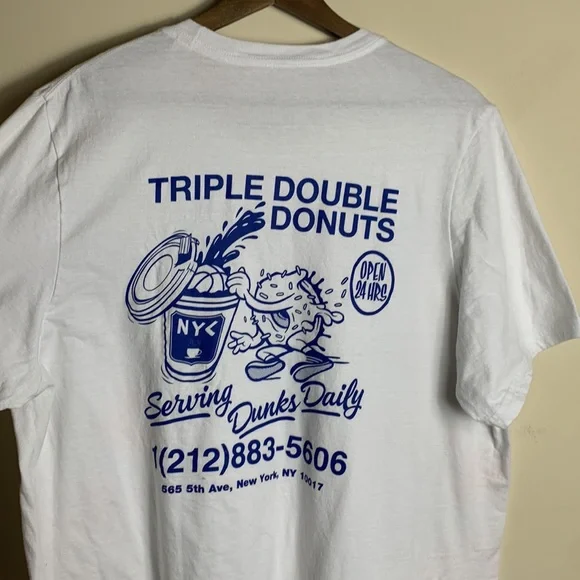 TRIPLE DOUBLE
DONUTS
OPEN
24 HRS
NYC
Serving
Dunks Daily
1(212)883-5606
565 5th Ave, New York, NY 10017